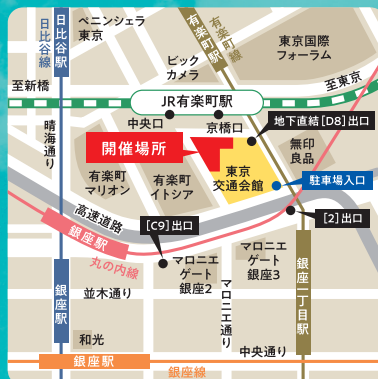 日比谷線
日比谷駅
ペニンシェラ
東京
有楽町駅
有楽町線
ビック
カメラ
東京国際
フォーラム
至新橋
至東京
JR有楽町駅
中央口
京橋口
地下直結[D8]出口
晴海通り
開催場所
無印
良品
有楽町
マリオン
有楽町
イトシア
東京
交通会館
駐車場入口
高速道路
[C9]出口
[2]出口
銀座駅
丸の内線
マロニエ
ゲート
銀座2
マロニエ
ゲート
銀座3
銀座一丁目駅
銀座駅
並木通り
マロニエ通り
和光
中央通り
銀座駅
銀座線